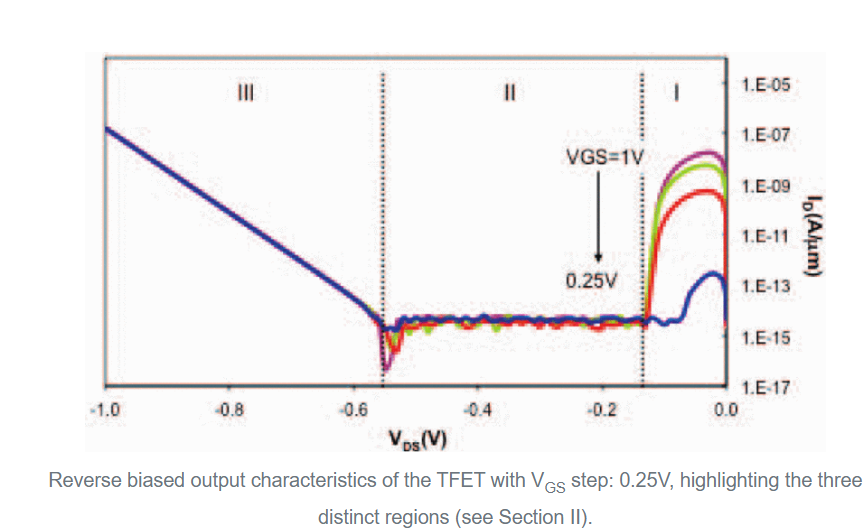 III
II
I
VGS=1V
0.25V
1.E-05
1.E-07
1.E-09
1.E-11
1.E-13
1.E-15
1.E-17
I_D(A/μm)
-1.0
-0.8
-0.6
-0.4
-0.2
0.0
V_DS(V)
Reverse biased output characteristics of the TFET with V_GS step: 0.25V, highlighting the three
distinct regions (see Section II).